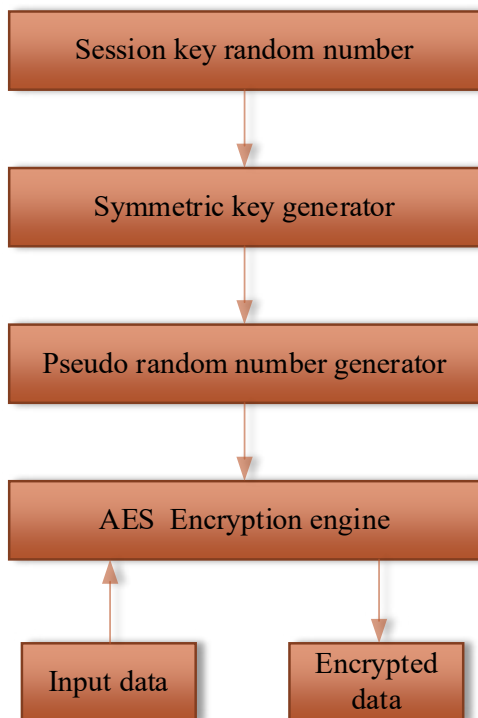 Session key random number
Symmetric key generator
Pseudo random number generator
AES  Encryption engine
Input data
Encrypted
data